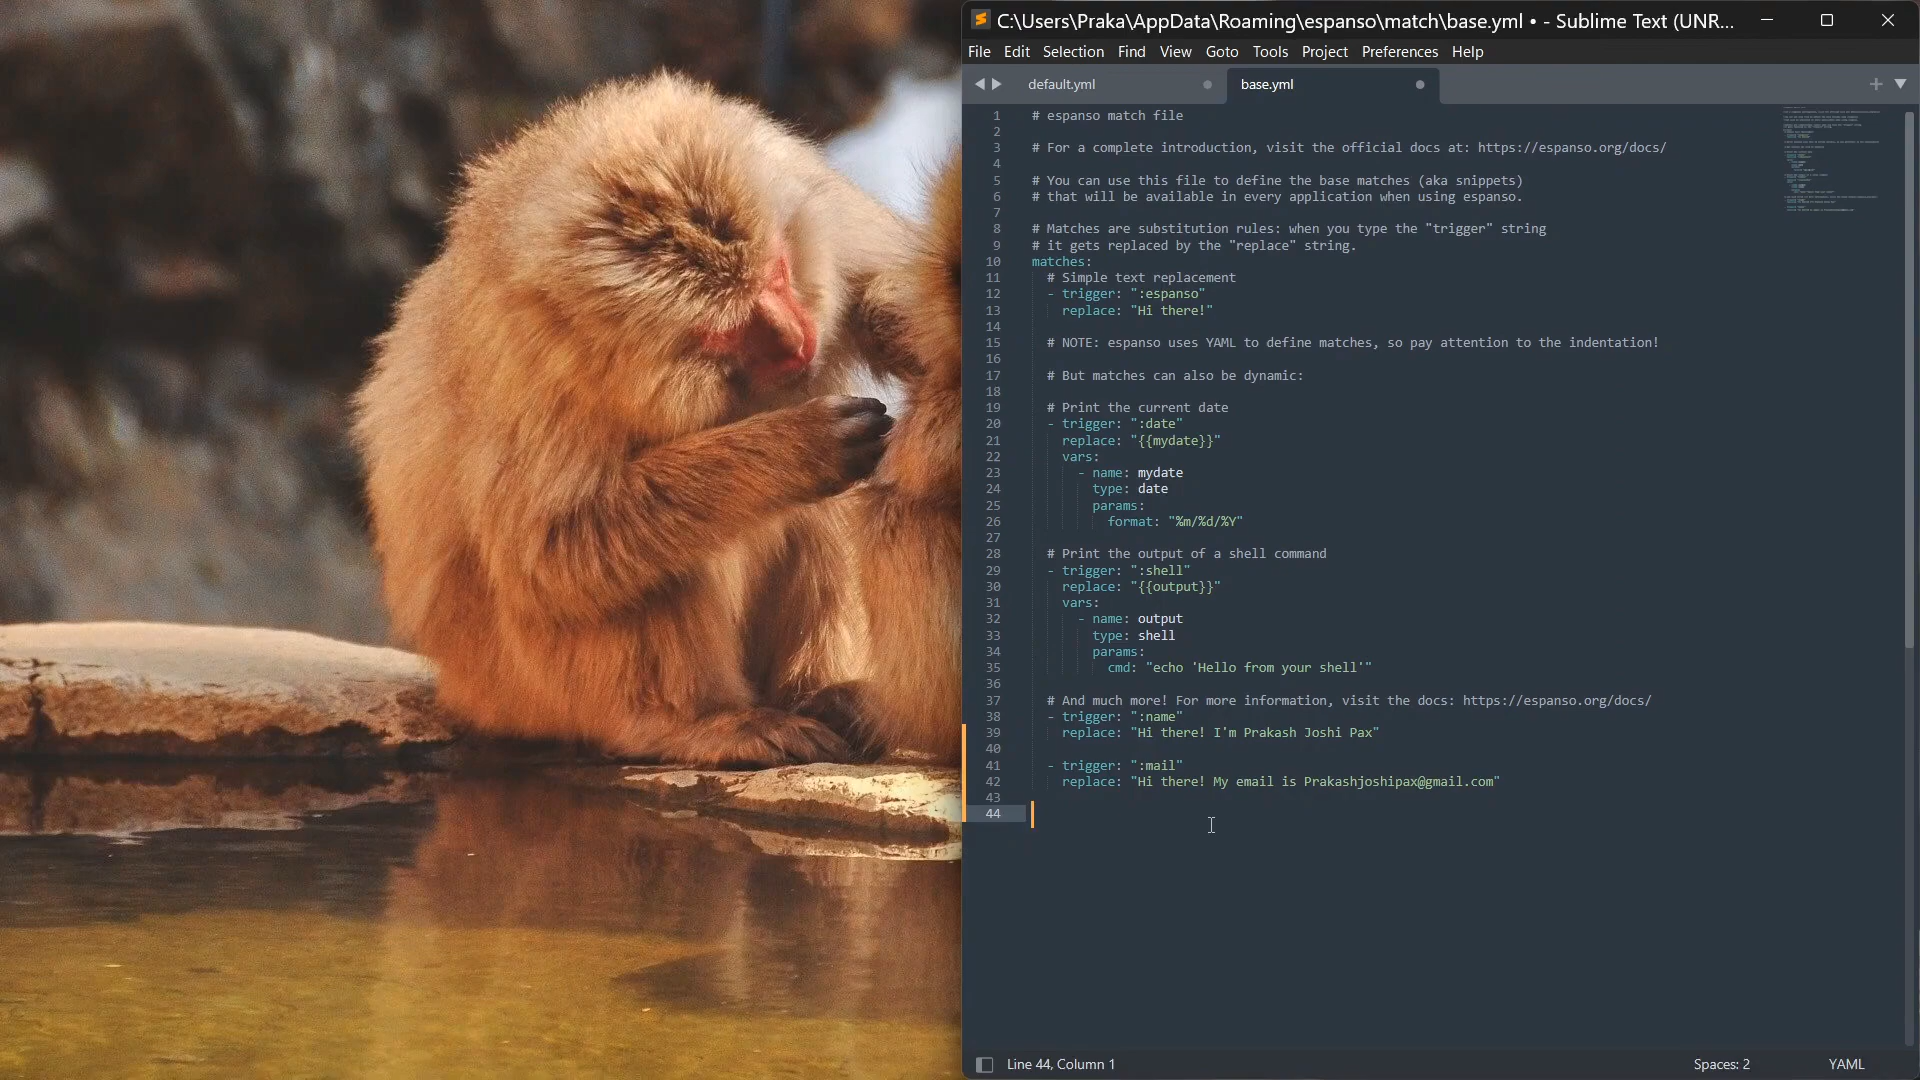 C:\Users\Praka\AppData\Roaming\espanso\match\base.yml • - Sublime Text (UNR...
File Edit Selection Find View Goto Tools Project Preferences Help
default.yml base.yml
1 # espanso match file
2
3 # For a complete introduction, visit the official docs at: https://espanso.org/docs/
4
5 # You can use this file to define the base matches (aka snippets)
6 # that will be available in every application when using espanso.
7
8 # Matches are substitution rules: when you type the "trigger" string
9 # it gets replaced by the "replace" string.
10 matches:
11 # Simple text replacement
12 - trigger: ":espanso"
13 replace: "Hi there!"
14
15 # NOTE: espanso uses YAML to define matches, so pay attention to the indentation!
16
17 # But matches can also be dynamic:
18
19 # Print the current date
20 - trigger: ":date"
21 replace: "{{mydate}}"
22 vars:
23 - name: mydate
24 type: date
25 params:
26 format: "%m/%d/%Y"
27
28 # Print the output of a shell command
29 - trigger: ":shell"
30 replace: "{{output}}"
31 vars:
32 - name: output
33 type: shell
34 params:
35 cmd: "echo 'Hello from your shell'"
36
37 # And much more! For more information, visit the docs: https://espanso.org/docs/
38 - trigger: ":name"
39 replace: "Hi there! I'm Prakash Joshi Pax"
40
41 - trigger: ":mail"
42 replace: "Hi there! My email is Prakashjoshipax@gmail.com"
43
44
Line 44, Column 1 Spaces: 2 YAML